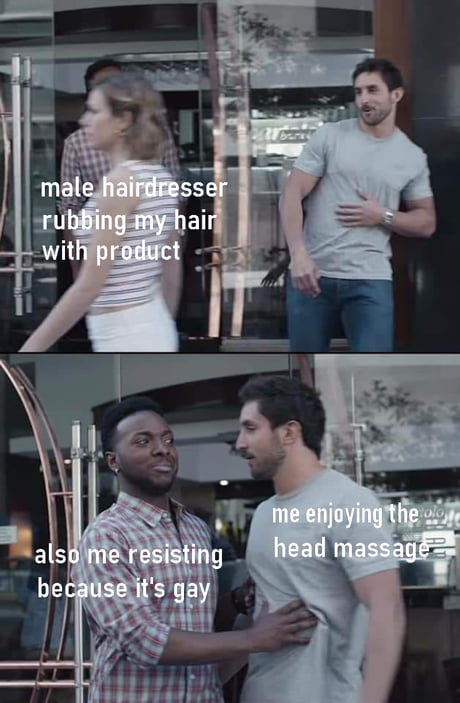 male hairdresser
rubbing my hair
with product
me enjoying the
head massage
also me resisting
because it's gay